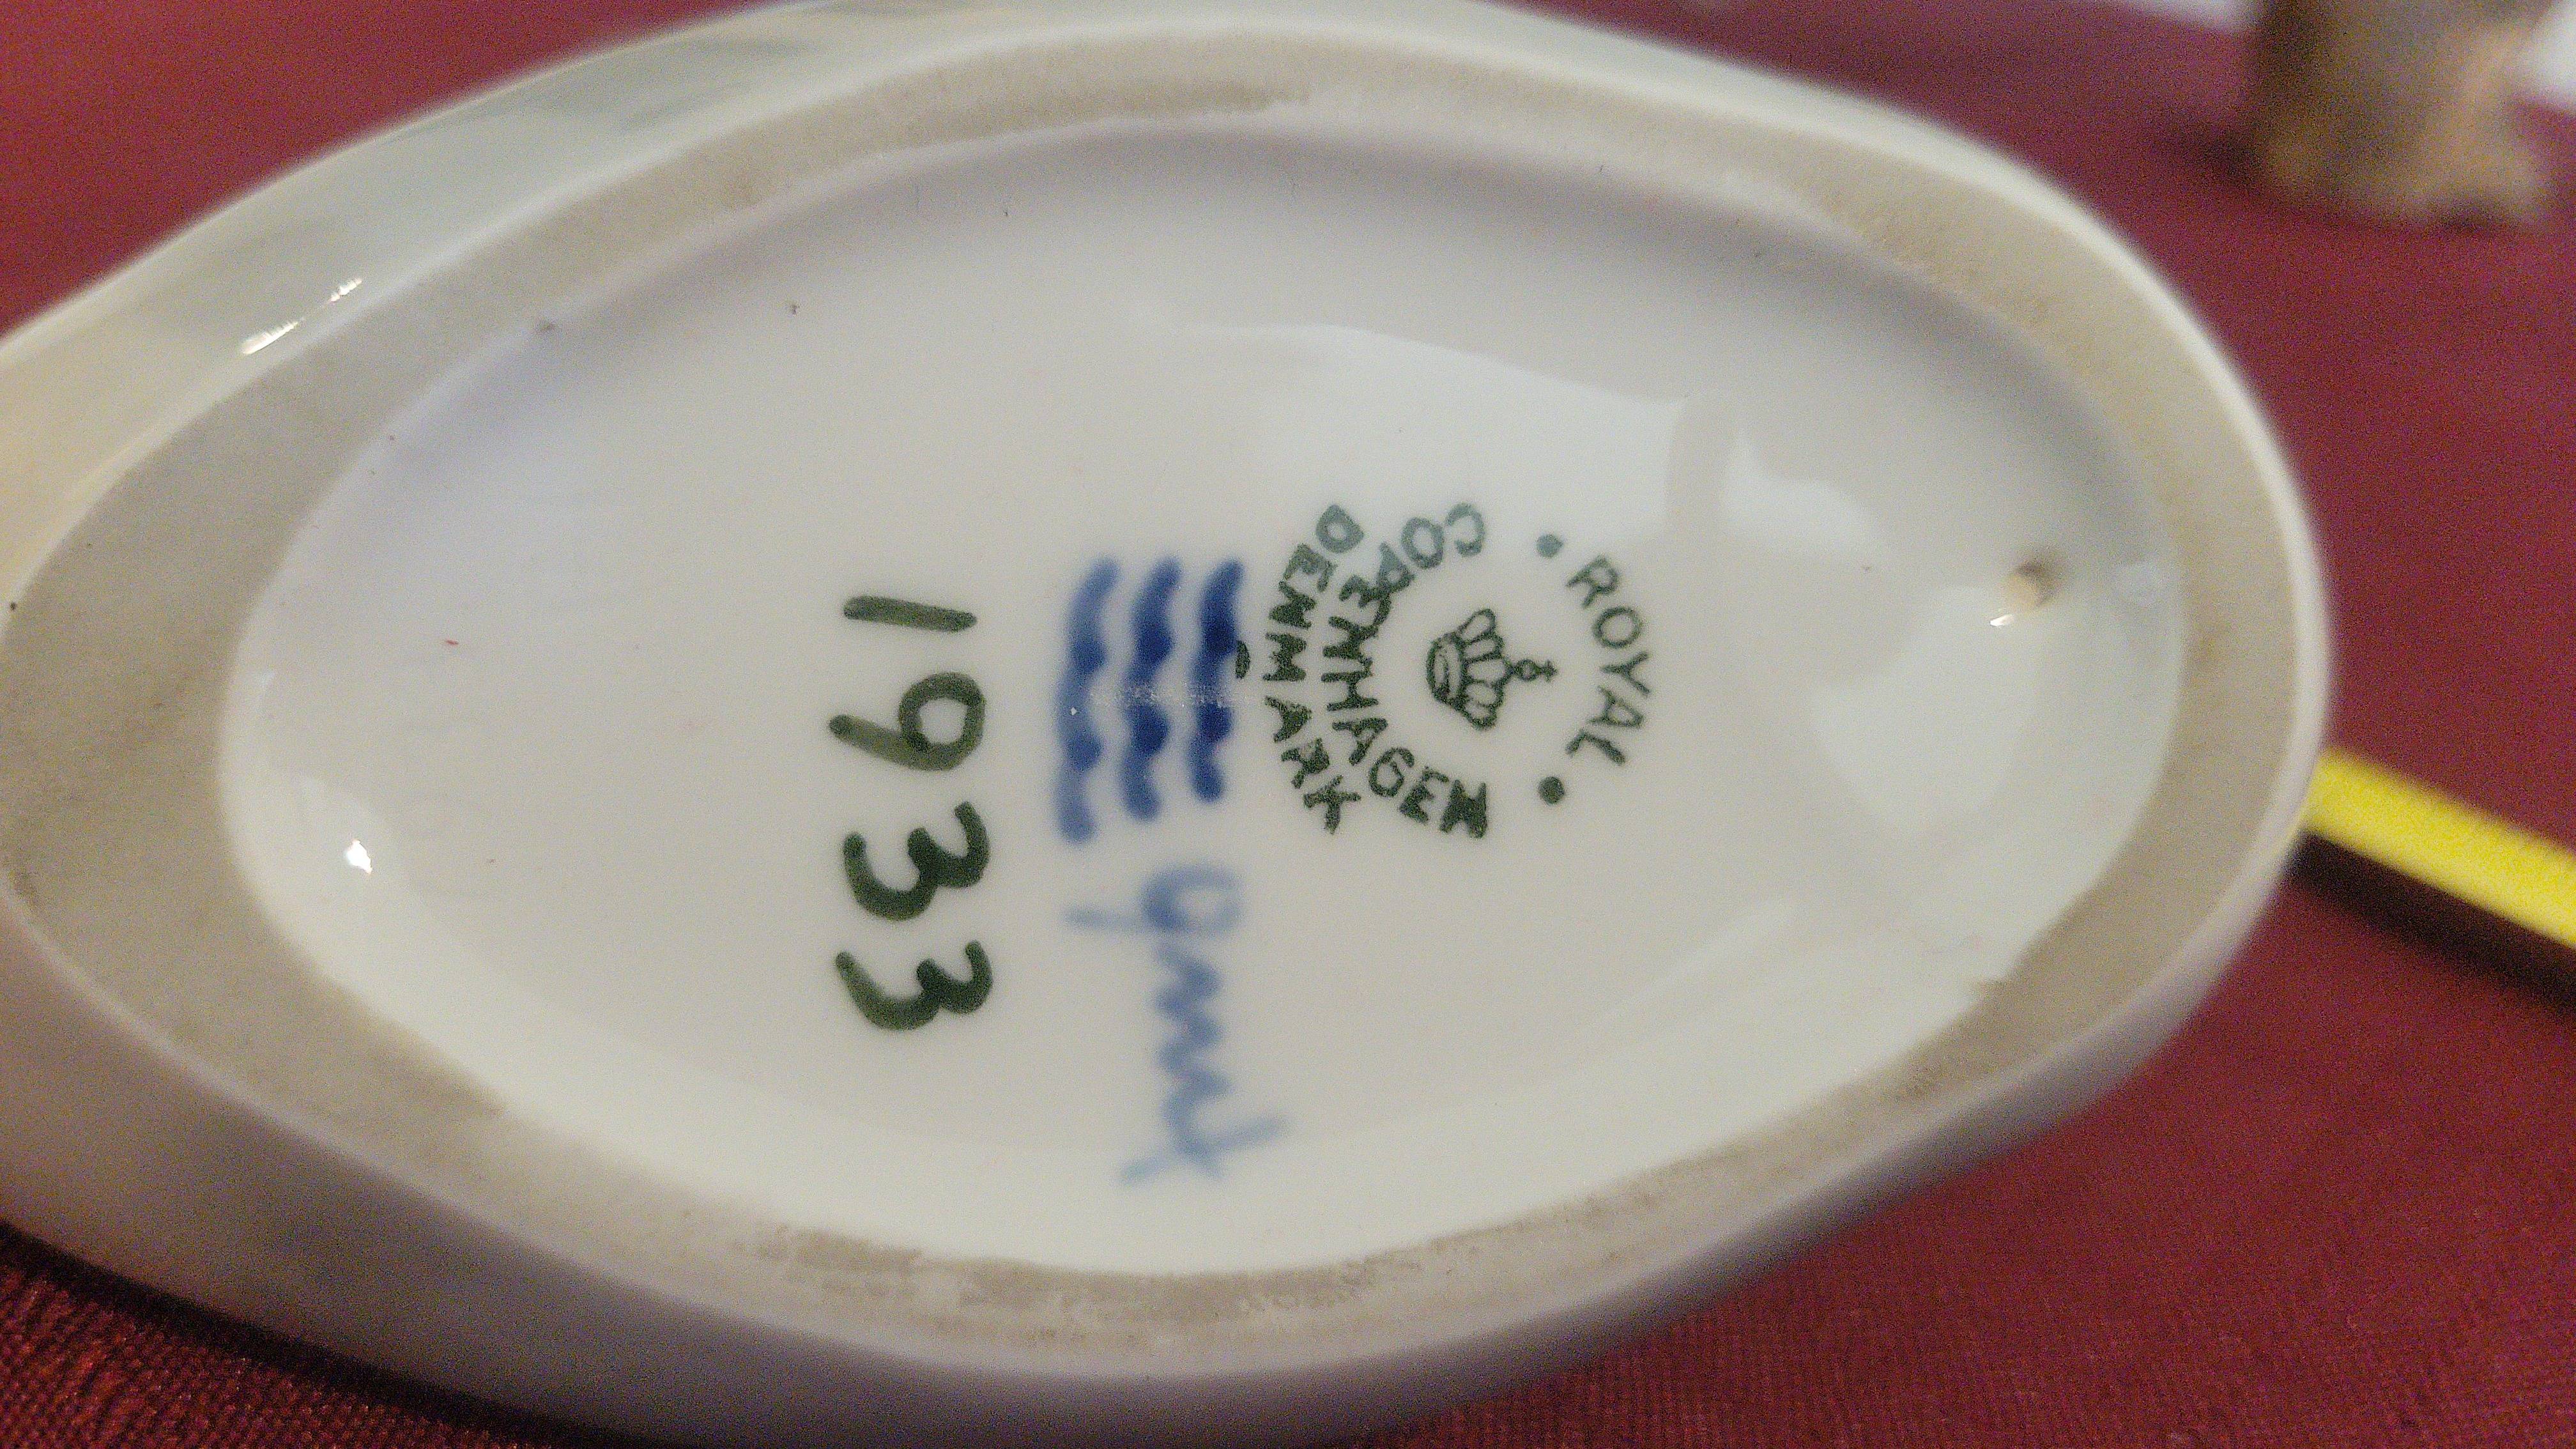 • ROYAL •
COPENHAGEN
DENMARK
1933